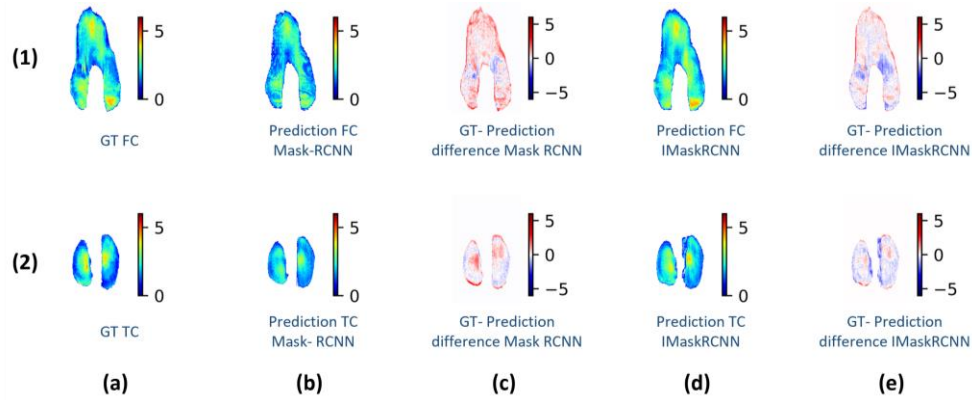 5 5 5 5 5
(1)
0 0 -5 0 -5
0 0
GT FC Prediction FC GT- Prediction Prediction FC GT- Prediction
Mask-RCNN difference Mask RCNN IMaskRCNN difference IMaskRCNN
5 5 5 5 5
(2)
0 0 -5 0 -5
0 0
GT TC Prediction TC GT- Prediction Prediction TC GT- Prediction
Mask- RCNN difference Mask RCNN IMaskRCNN difference IMaskRCNN
(a) (b) (c) (d) (e)